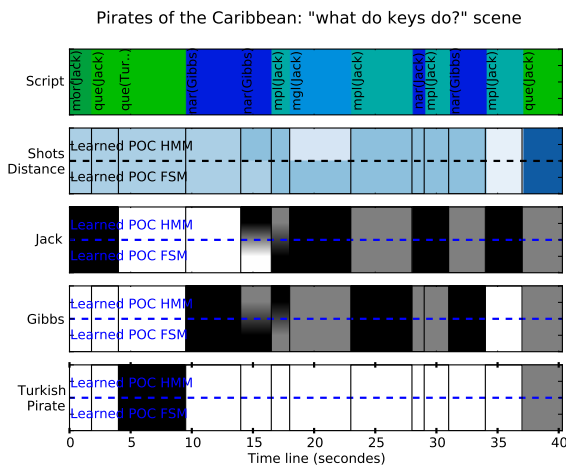 Pirates of the Caribbean: "what do keys do?" scene
Script
mbr(Jack)
que(Jack)
que(Tur..)
nar(Gibbs)
nar(Gibbs)
mpl(Jack)
mgl(Jack)
mpl(Jack)
nar(Jack)
mpl(Jack)
nar(Gibbs)
mpl(Jack)
que(Jack)
Shots
Distance
Learned POC HMM
Learned POC FSM
Jack
Learned POC HMM
Learned POC FSM
Gibbs
Learned POC HMM
Learned POC FSM
Turkish
Pirate
Learned POC HMM
Learned POC FSM
0 5 10 15 20 25 30 35 40
Time line (secondes)